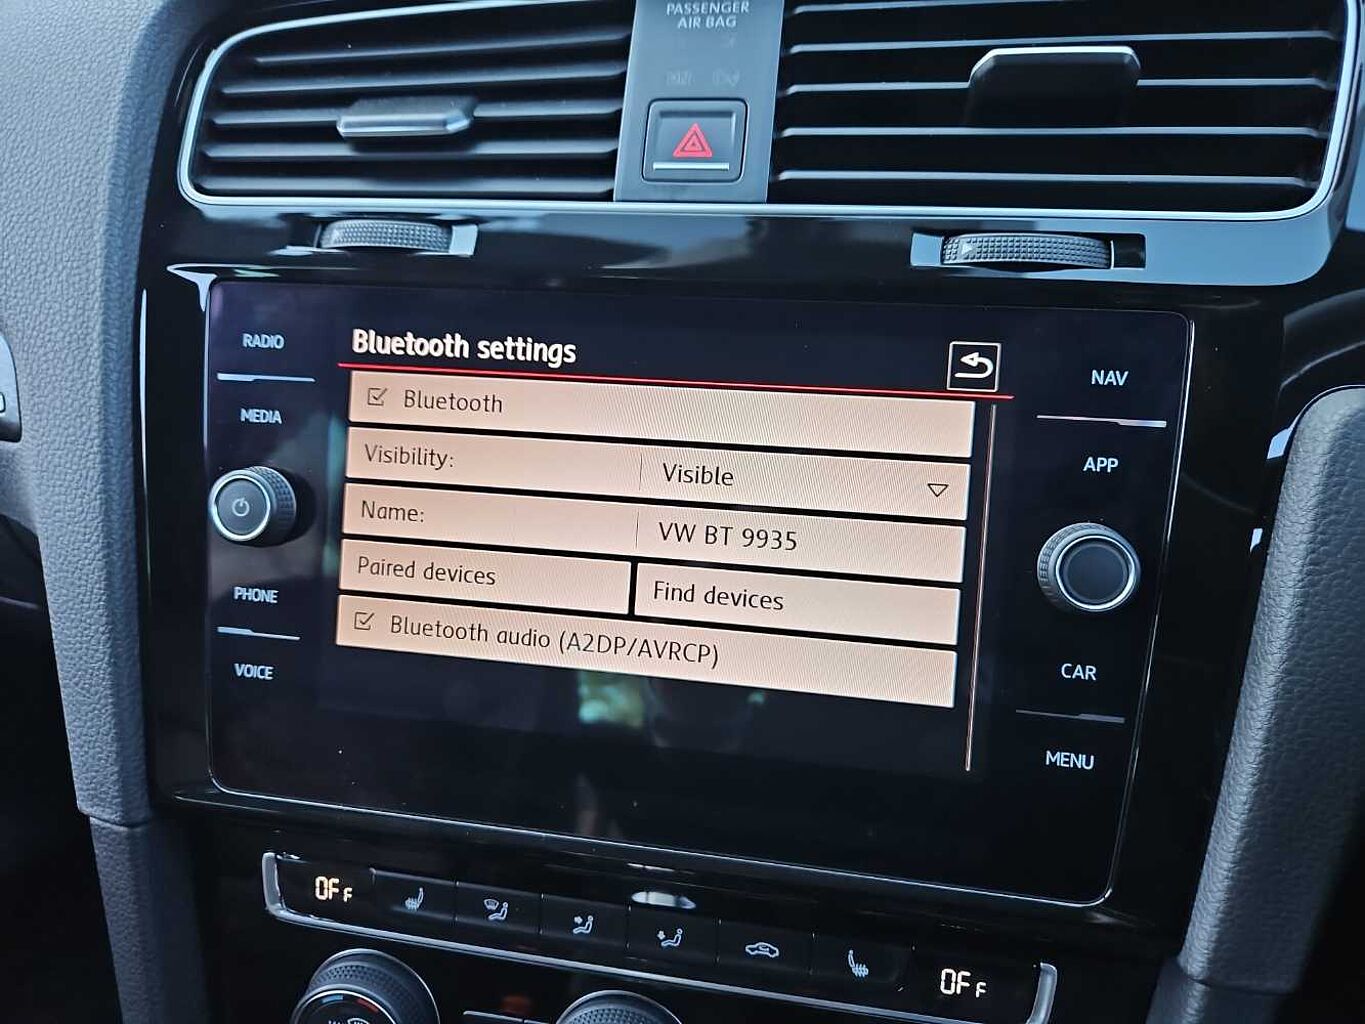 PASSENGER
AIR BAG
RADIO
MEDIA
PHONE
VOICE
Bluetooth settings
Bluetooth
Visibility: Visible
Name: VW BT 9935
Paired devices Find devices
Bluetooth audio (A2DP/AVRCP)
NAV
APP
CAR
MENU
OFF OFF